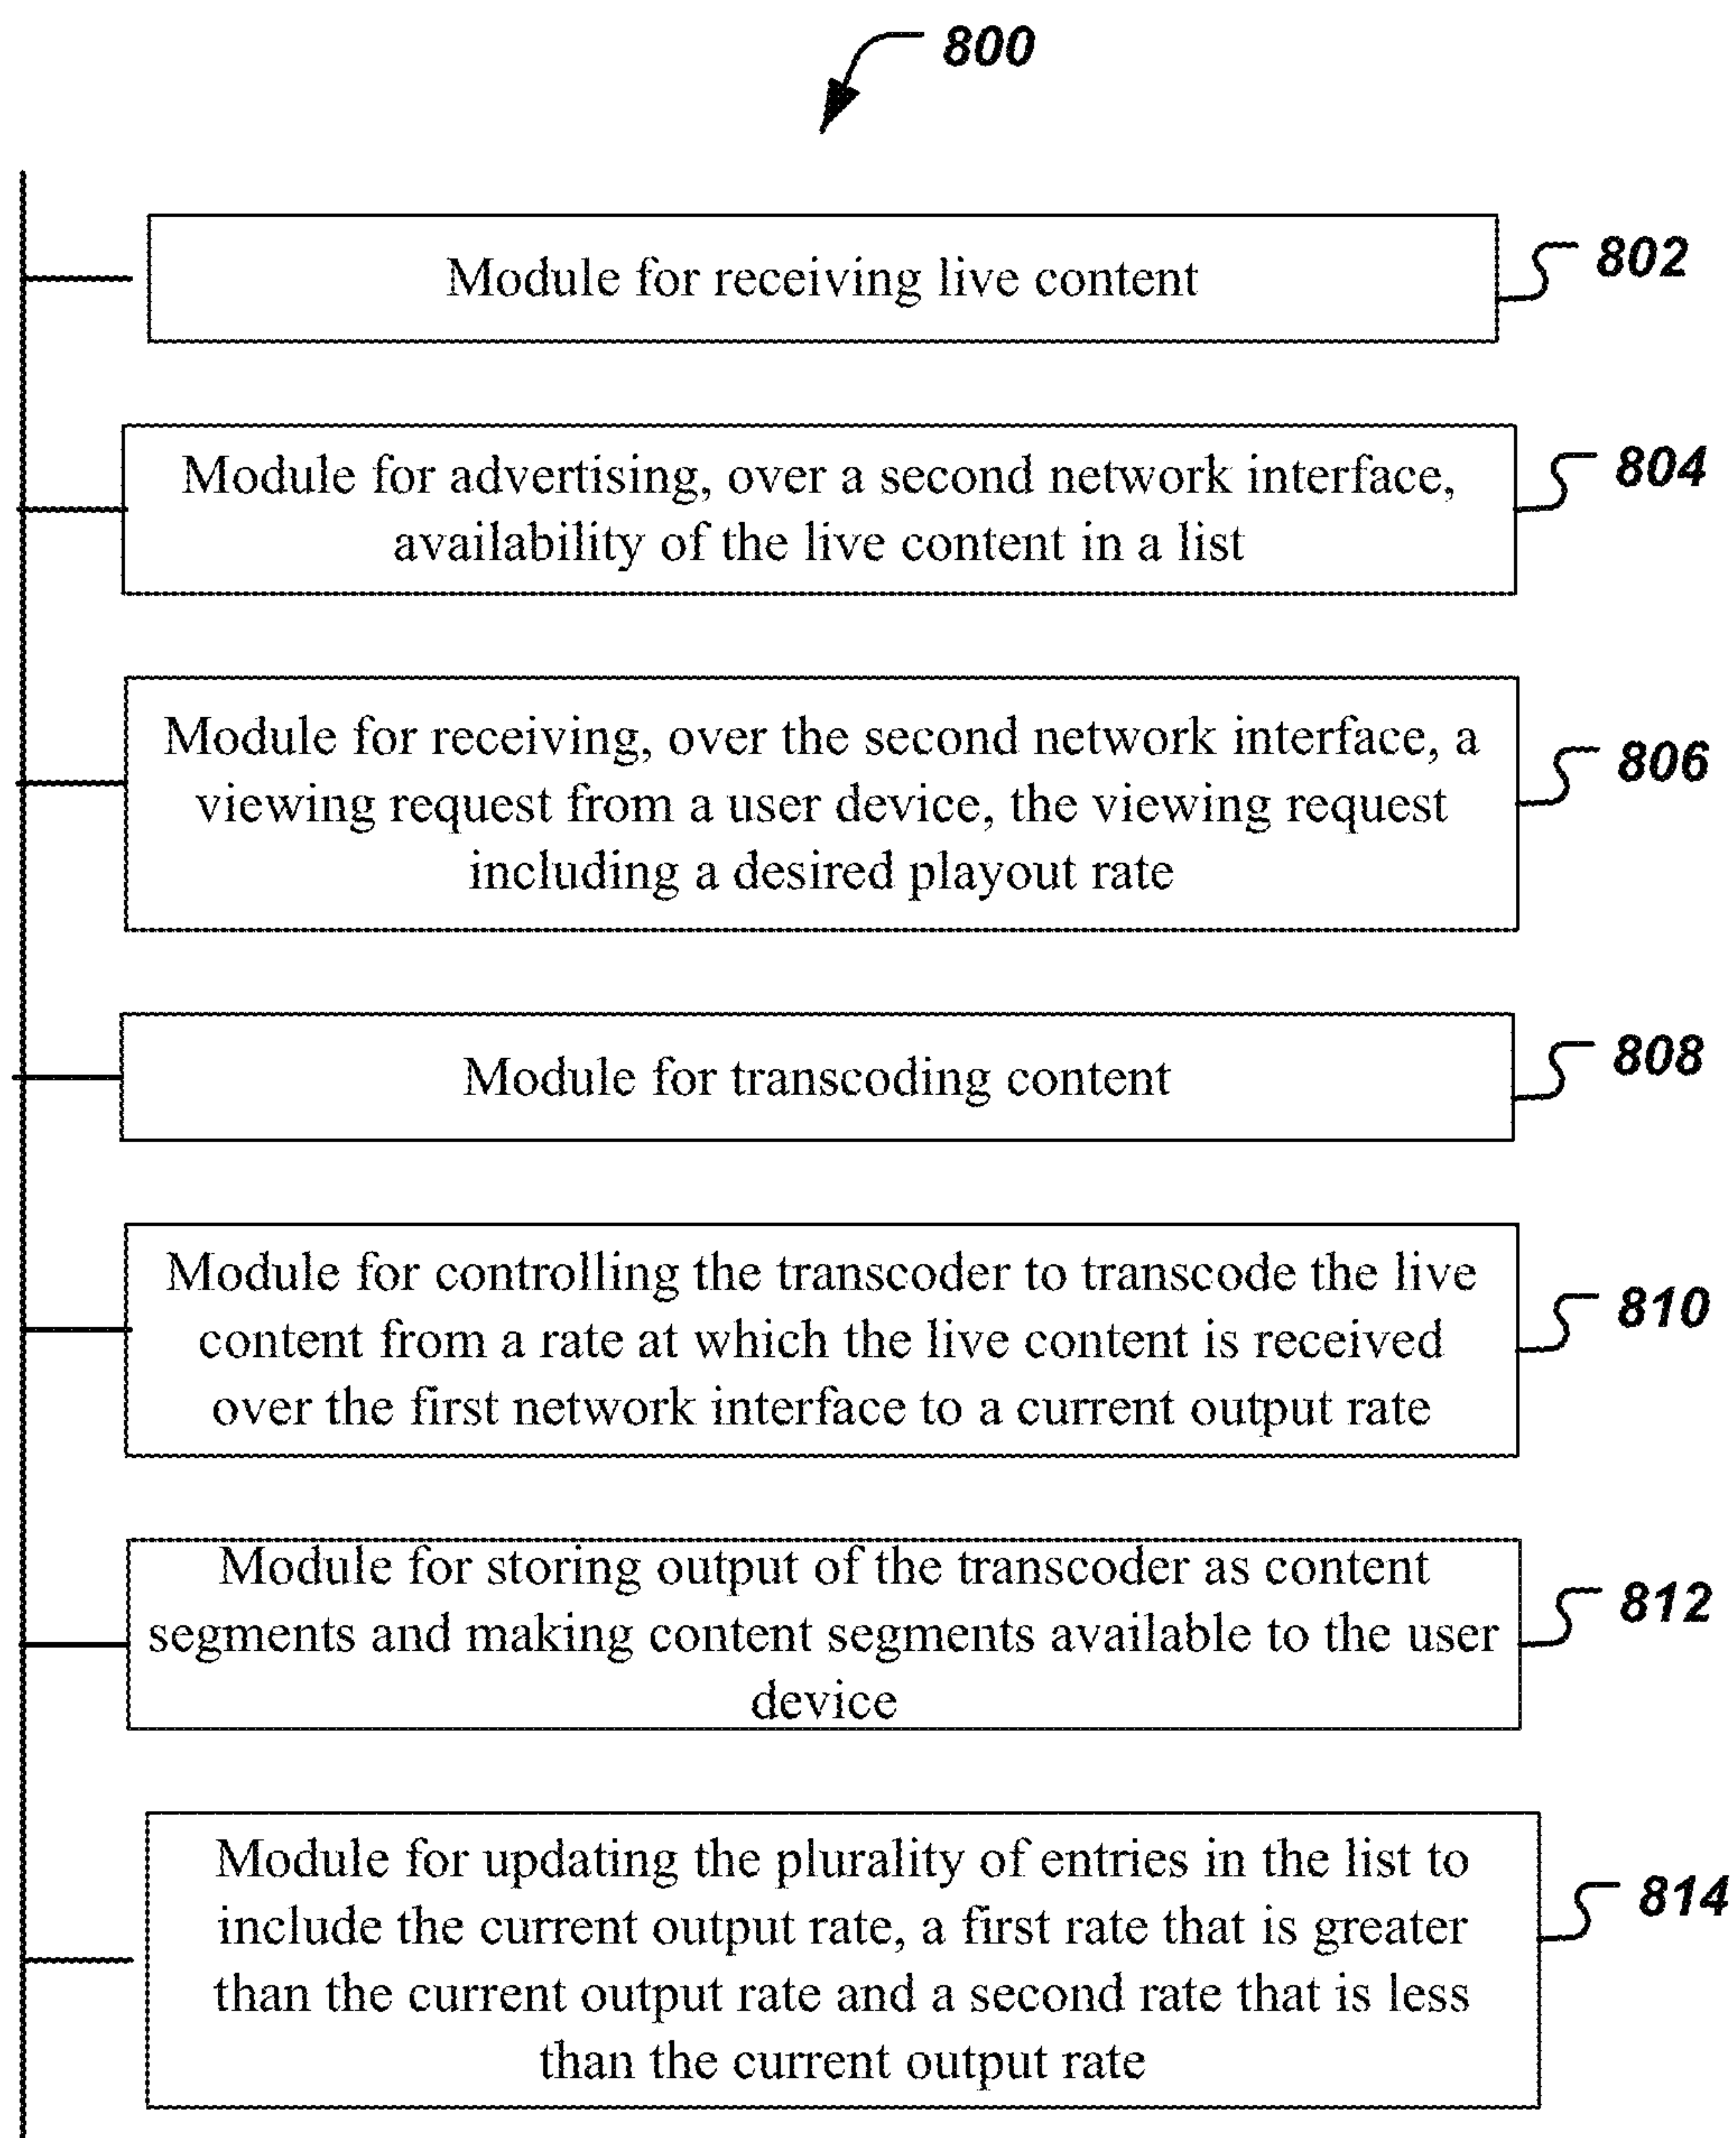 800
Module for receiving live content
802
Module for advertising, over a second network interface,
availability of the live content in a list
804
Module for receiving, over the second network interface, a
viewing request from a user device, the viewing request
including a desired playout rate
806
Module for transcoding content
808
Module for controlling the transcoder to transcode the live
content from a rate at which the live content is received
over the first network interface to a current output rate
810
Module for storing output of the transcoder as content
segments and making content segments available to the user
device
812
Module for updating the plurality of entries in the list to
include the current output rate, a first rate that is greater
than the current output rate and a second rate that is less
than the current output rate
814